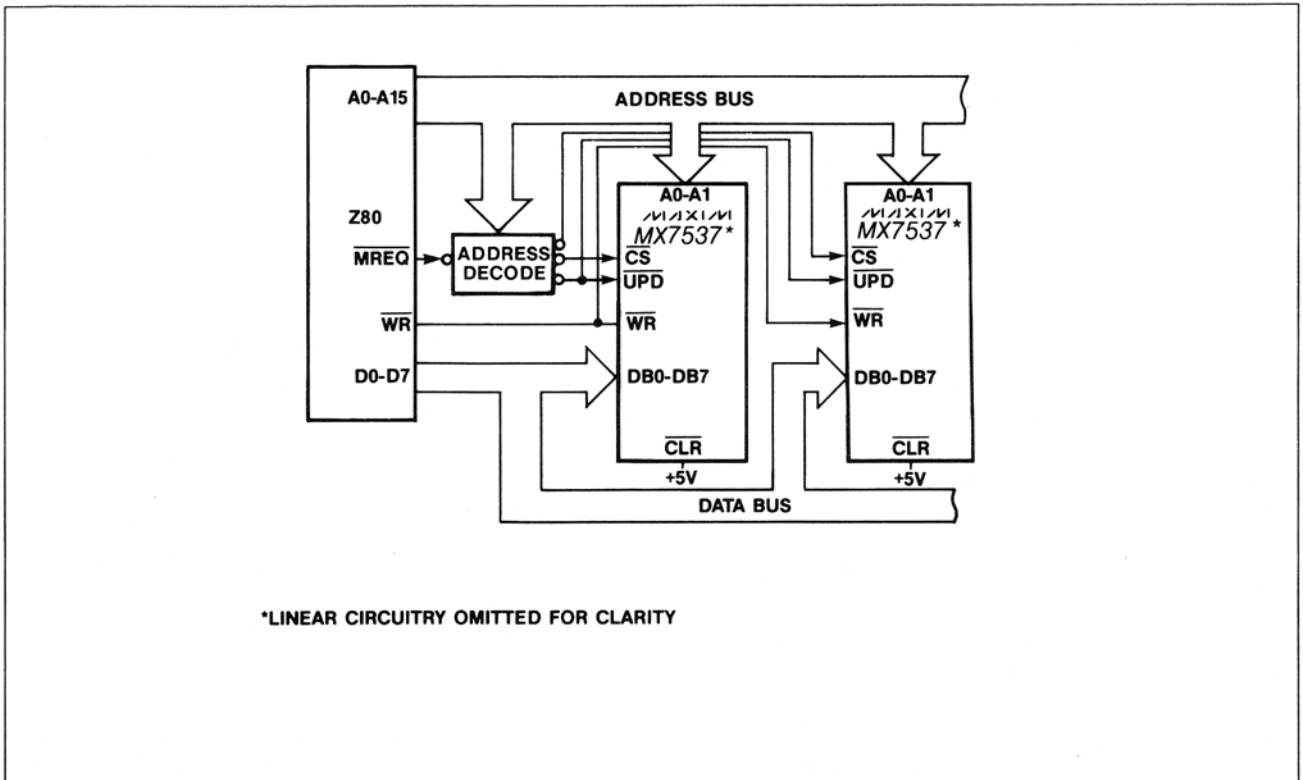 A0-A15
ADDRESS BUS
Z80
MREQ
ADDRESS
DECODE
WR
D0-D7
A0-A1
MAXIM
MX7537*
CS
UPD
WR
DB0-DB7
CLR
+5V
A0-A1
MAXIM
MX7537*
CS
UPD
WR
DB0-DB7
CLR
+5V
DATA BUS
*LINEAR CIRCUITRY OMITTED FOR CLARITY